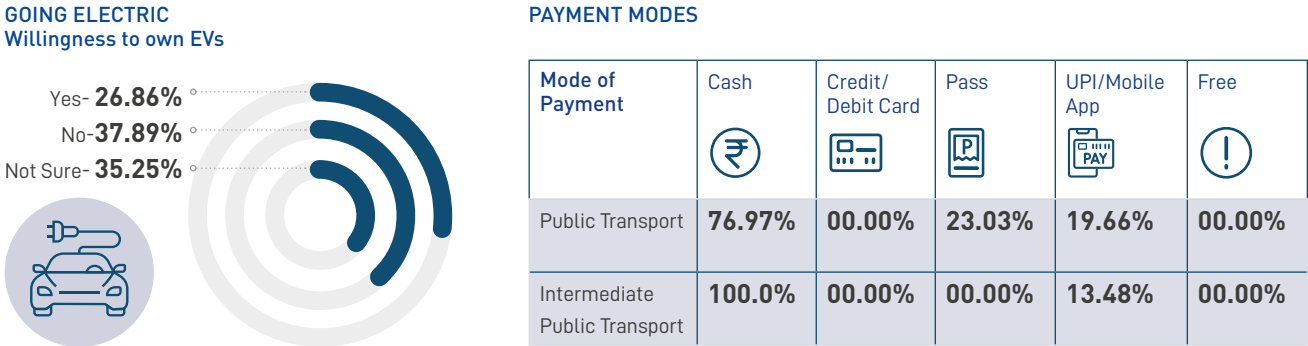 GOING ELECTRIC
Willingness to own EVs
Yes- 26.86%
No-37.89%
Not Sure- 35.25%
PAYMENT MODES
Mode of Payment
Cash
Credit/
Debit Card
Pass
UPI/Mobile
App
Free
₹
P
PAY
!
Public Transport 76.97% 00.00% 23.03% 19.66% 00.00%
Intermediate
Public Transport
100.0% 00.00% 00.00% 13.48% 00.00%